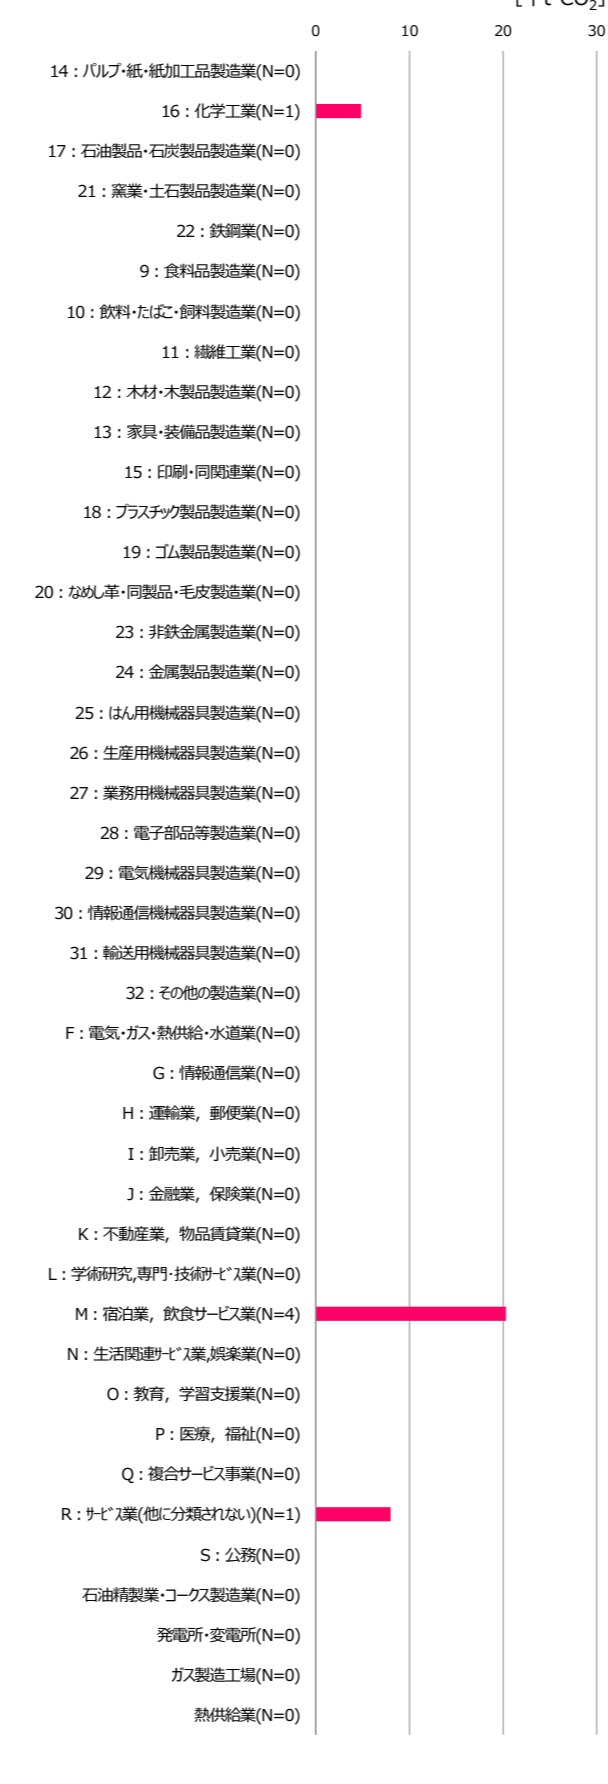 [千t-CO₂]
0 10 20 30
14：パルプ・紙・紙加工品製造業(N=0)
16：化学工業(N=1)
17：石油製品・石炭製品製造業(N=0)
21：窯業・土石製品製造業(N=0)
22：鉄鋼業(N=0)
9：食料品製造業(N=0)
10：飲料・たばこ・飼料製造業(N=0)
11：繊維工業(N=0)
12：木材・木製品製造業(N=0)
13：家具・装備品製造業(N=0)
15：印刷・同関連業(N=0)
18：プラスチック製品製造業(N=0)
19：ゴム製品製造業(N=0)
20：なめし革・同製品・毛皮製造業(N=0)
23：非鉄金属製造業(N=0)
24：金属製品製造業(N=0)
25：はん用機械器具製造業(N=0)
26：生産用機械器具製造業(N=0)
27：業務用機械器具製造業(N=0)
28：電子部品等製造業(N=0)
29：電気機械器具製造業(N=0)
30：情報通信機械器具製造業(N=0)
31：輸送用機械器具製造業(N=0)
32：その他の製造業(N=0)
F：電気・ガス・熱供給・水道業(N=0)
G：情報通信業(N=0)
H：運輸業，郵便業(N=0)
I：卸売業，小売業(N=0)
J：金融業，保険業(N=0)
K：不動産業，物品賃貸業(N=0)
L：学術研究,専門・技術ｻｰﾋﾞｽ業(N=0)
M：宿泊業，飲食サービス業(N=4)
N：生活関連ｻｰﾋﾞｽ業,娯楽業(N=0)
O：教育，学習支援業(N=0)
P：医療，福祉(N=0)
Q：複合サービス事業(N=0)
R：ｻｰﾋﾞｽ業(他に分類されない)(N=1)
S：公務(N=0)
石油精製業・コークス製造業(N=0)
発電所・変電所(N=0)
ガス製造工場(N=0)
熱供給業(N=0)